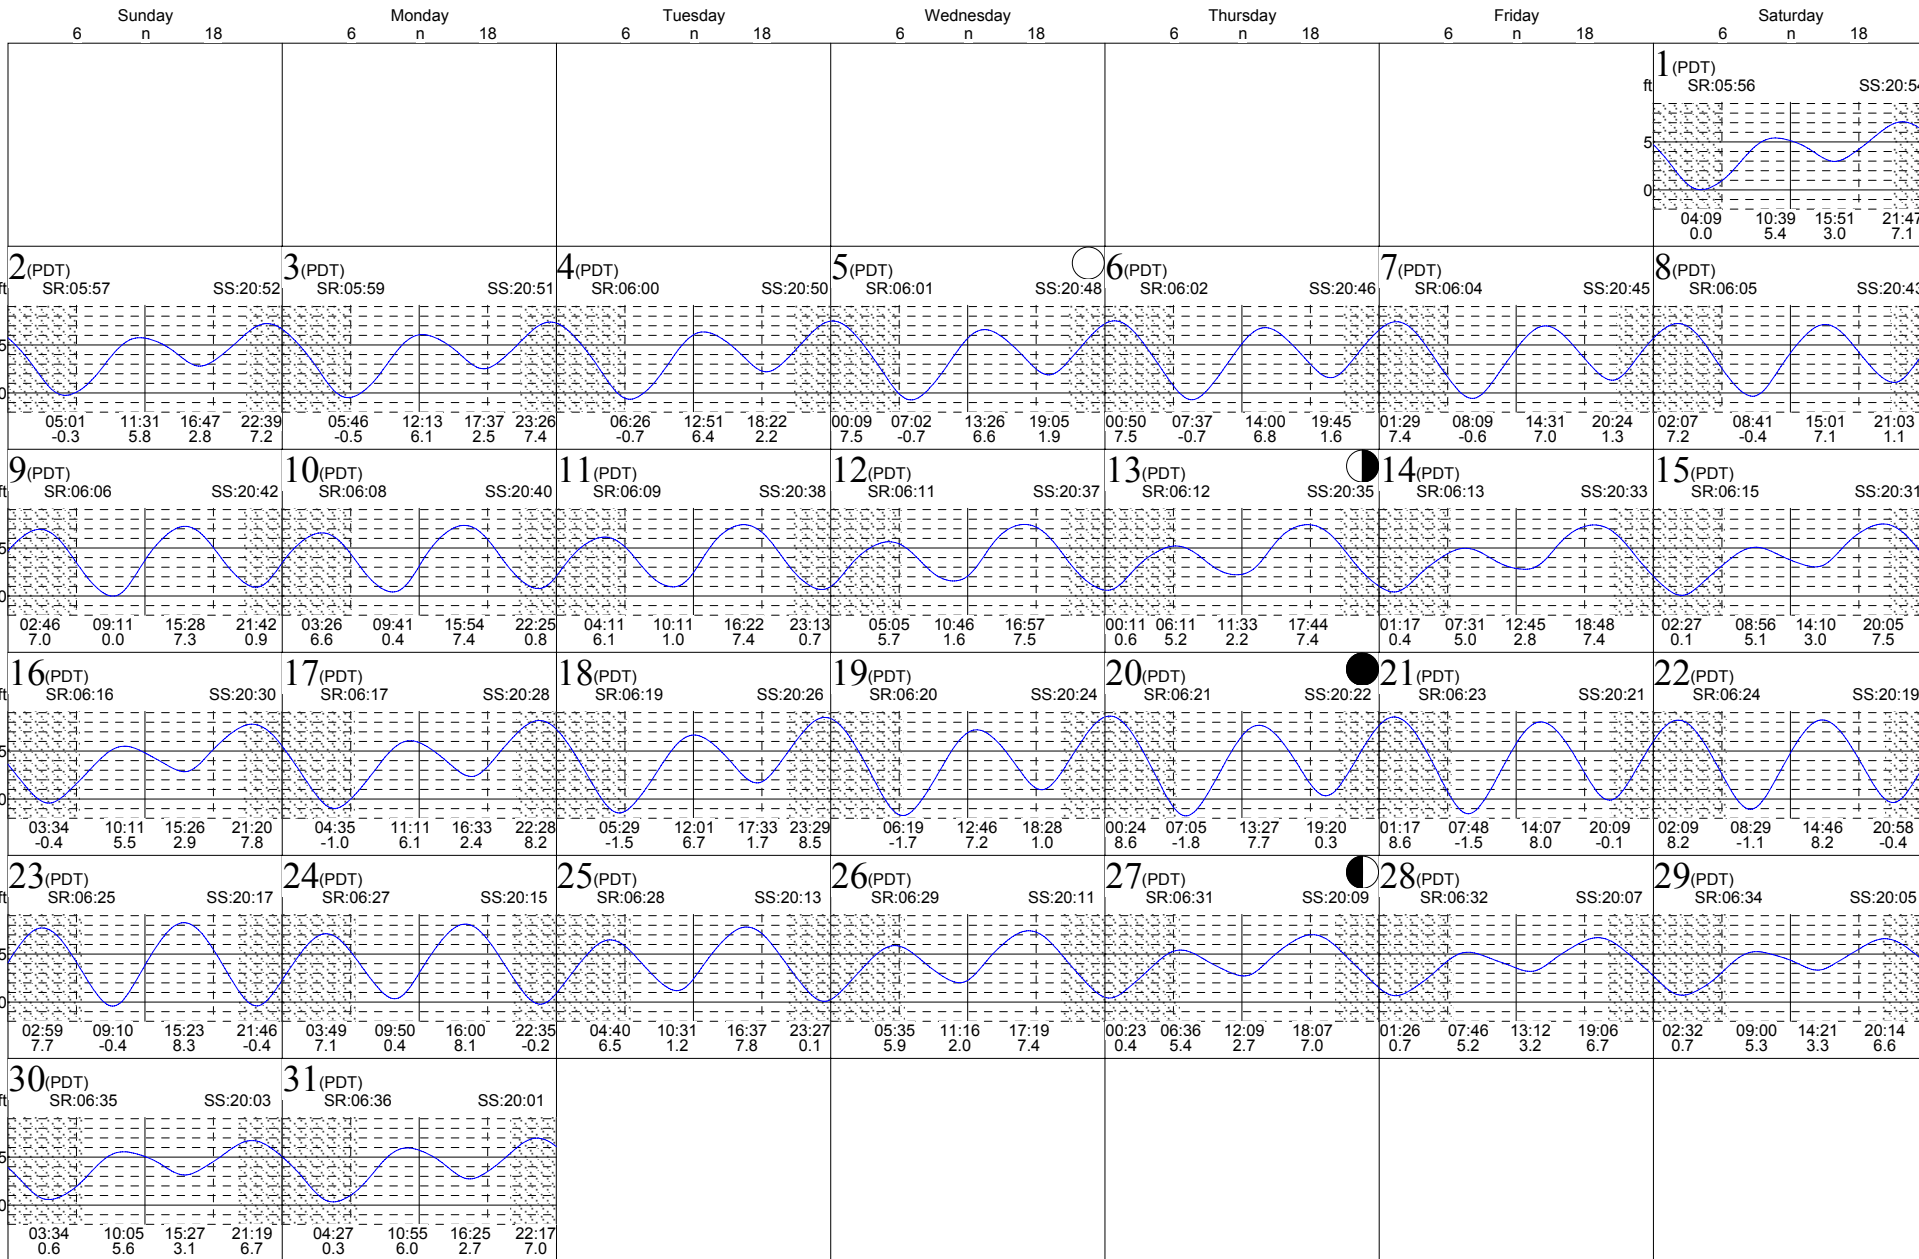 Sunday Monday Tuesday Wednesday Thursday Friday Saturday
6 n 18 6 n 18 6 n 18 6 n 18 6 n 18 6 n 18 6 n 18
1(PDT)
ft SR:05:56 SS:20:54
5
0
04:09 10:39 15:51 21:47
0.0 5.4 3.0 7.1
2(PDT) 3(PDT) 4(PDT) 5(PDT) 6(PDT) 7(PDT) 8(PDT)
ft SR:05:57 SS:20:52 SR:05:59 SS:20:51 SR:06:00 SS:20:50 SR:06:01 SS:20:48 SR:06:02 SS:20:46 SR:06:04 SS:20:45 SR:06:05 SS:20:43
5
0
05:01 11:31 16:47 22:39 05:46 12:13 17:37 23:26 06:26 12:51 18:22 00:09 07:02 13:26 19:05 00:50 07:37 14:00 19:45 01:29 08:09 14:31 20:24 02:07 08:41 15:01 21:03
-0.3 5.8 2.8 7.2 -0.5 6.1 2.5 7.4 -0.7 6.4 2.2 7.5 -0.7 6.6 1.9 7.5 -0.7 6.8 1.6 7.4 -0.6 7.0 1.3 7.2 -0.4 7.1 1.1
9(PDT) 10(PDT) 11(PDT) 12(PDT) 13(PDT) 14(PDT) 15(PDT)
ft SR:06:06 SS:20:42 SR:06:08 SS:20:40 SR:06:09 SS:20:38 SR:06:11 SS:20:37 SR:06:12 SS:20:35 SR:06:13 SS:20:33 SR:06:15 SS:20:31
5
0
02:46 09:11 15:28 21:42 03:26 09:41 15:54 22:25 04:11 10:11 16:22 23:13 05:05 10:46 16:57 00:11 06:11 11:33 17:44 01:17 07:31 12:45 18:48 02:27 08:56 14:10 20:05
7.0 0.0 7.3 0.9 6.6 0.4 7.4 0.8 6.1 1.0 7.4 0.7 5.7 1.6 7.5 0.6 5.2 2.2 7.4 0.4 5.0 2.8 7.4 0.1 5.1 3.0 7.5
16(PDT) 17(PDT) 18(PDT) 19(PDT) 20(PDT) 21(PDT) 22(PDT)
ft SR:06:16 SS:20:30 SR:06:17 SS:20:28 SR:06:19 SS:20:26 SR:06:20 SS:20:24 SR:06:21 SS:20:22 SR:06:23 SS:20:21 SR:06:24 SS:20:19
5
0
03:34 10:11 15:26 21:20 04:35 11:11 16:33 22:28 05:29 12:01 17:33 23:29 06:19 12:46 18:28 00:24 07:05 13:27 19:20 01:17 07:48 14:07 20:09 02:09 08:29 14:46 20:58
-0.4 5.5 2.9 7.8 -1.0 6.1 2.4 8.2 -1.5 6.7 1.7 8.5 -1.7 7.2 1.0 8.6 -1.8 7.7 0.3 8.6 -1.5 8.0 -0.1 8.2 -1.1 8.2 -0.4
23(PDT) 24(PDT) 25(PDT) 26(PDT) 27(PDT) 28(PDT) 29(PDT)
ft SR:06:25 SS:20:17 SR:06:27 SS:20:15 SR:06:28 SS:20:13 SR:06:29 SS:20:11 SR:06:31 SS:20:09 SR:06:32 SS:20:07 SR:06:34 SS:20:05
5
0
02:59 09:10 15:23 21:46 03:49 09:50 16:00 22:35 04:40 10:31 16:37 23:27 05:35 11:16 17:19 00:23 06:36 12:09 18:07 01:26 07:46 13:12 19:06 02:32 09:00 14:21 20:14
7.7 -0.4 8.3 -0.4 7.1 0.4 8.1 -0.2 6.5 1.2 7.8 0.1 5.9 2.0 7.4 0.4 5.4 2.7 7.0 0.7 5.2 3.2 6.7 0.7 5.3 3.3 6.6
30(PDT) 31(PDT)
ft SR:06:35 SS:20:03 SR:06:36 SS:20:01
5
0
03:34 10:05 15:27 21:19 04:27 10:55 16:25 22:17
0.6 5.6 3.1 6.7 0.3 6.0 2.7 7.0